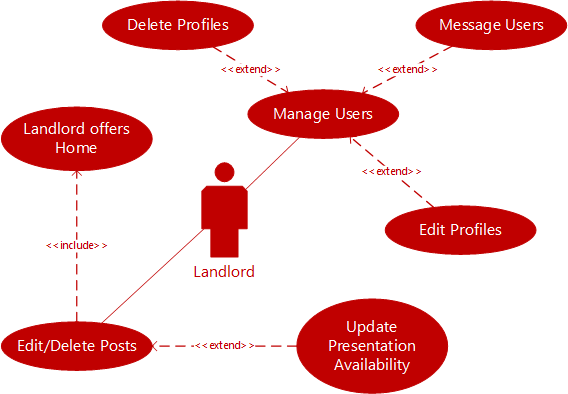 Delete Profiles
Message Users
<<extend>>
<<extend>>
Manage Users
Landlord offers
Home
<<extend>>
Edit Profiles
<<include>>
Landlord
Edit/Delete Posts
<<extend>>
Update
Presentation
Availability